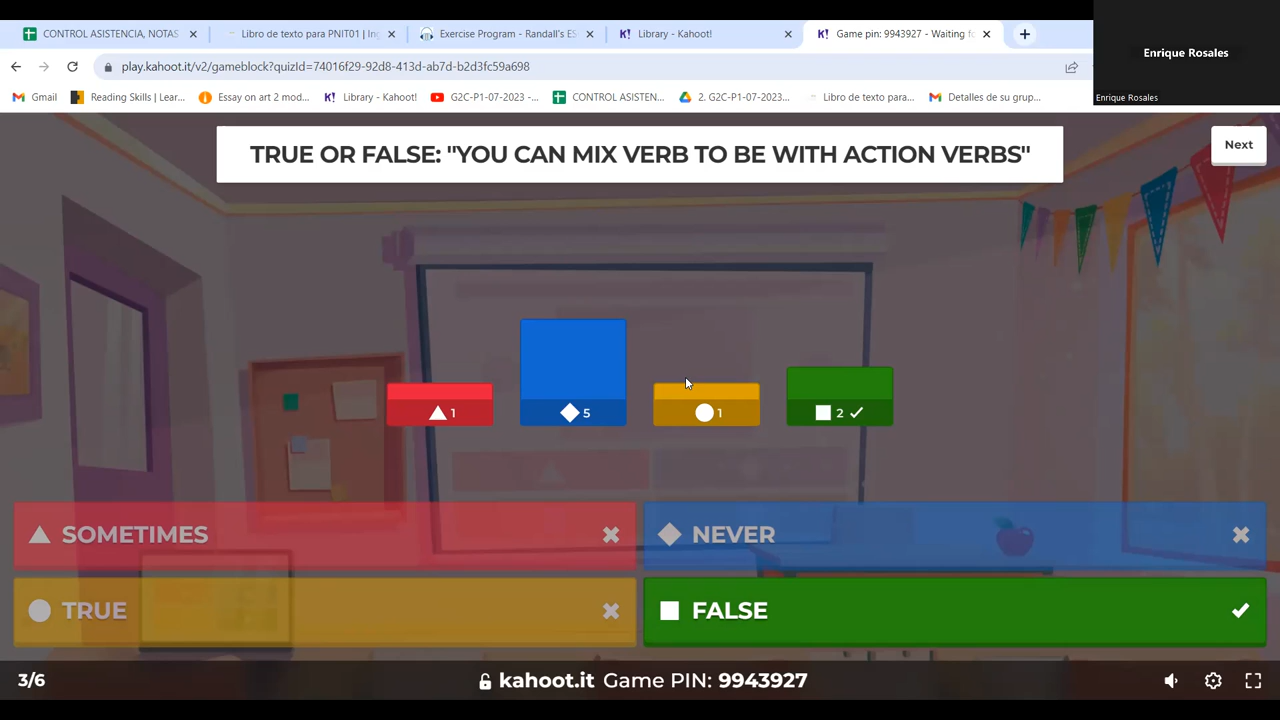 CONTROL ASISTENCIA, NOTAS
Libro de texto para PNIT01 | Ing
Exercise Program - Randall's ES
Library - Kahoot!
Game pin: 9943927 - Waiting fo
play.kahoot.it/v2/gameblock?quizId=74016f29-92d8-413d-ab7d-b2d3fc59a698
Gmail
Reading Skills | Lear...
Essay on art 2 mod...
Library - Kahoot!
G2C-P1-07-2023 -...
CONTROL ASISTEN...
2. G2C-P1-07-2023...
Libro de texto para...
Detalles de su grup...
Enrique Rosales
Enrique Rosales
TRUE OR FALSE: "YOU CAN MIX VERB TO BE WITH ACTION VERBS"
Next
1
5
1
2
SOMETIMES
NEVER
TRUE
FALSE
3/6
kahoot.it Game PIN: 9943927